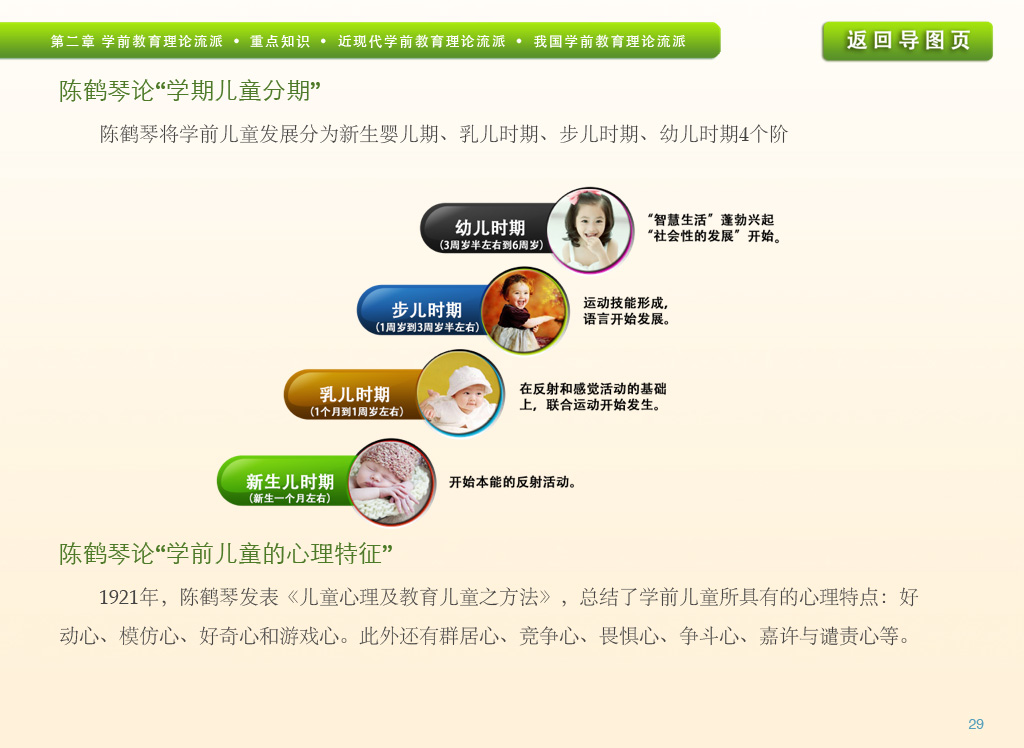 第二章 学前教育理论流派 • 重点知识 • 近现代学前教育理论流派 • 我国学前教育理论流派
返回导图页
陈鹤琴论“学期儿童分期”
陈鹤琴将学前儿童发展分为新生婴儿期、乳儿时期、步儿时期、幼儿时期4个阶
幼儿时期
(3周岁半左右到6周岁)
“智慧生活”蓬勃兴起
“社会性的发展”开始。
步儿时期
(1周岁到3周岁半左右)
运动技能形成,
语言开始发展。
乳儿时期
(1个月到1周岁左右)
在反射和感觉活动的基础
上，联合运动开始发生。
新生儿时期
(新生一个月左右)
开始本能的反射活动。
陈鹤琴论“学前儿童的心理特征”
1921年，陈鹤琴发表《儿童心理及教育儿童之方法》，总结了学前儿童所具有的心理特点：好
动心、模仿心、好奇心和游戏心。此外还有群居心、竞争心、畏惧心、争斗心、嘉许与谴责心等。
29